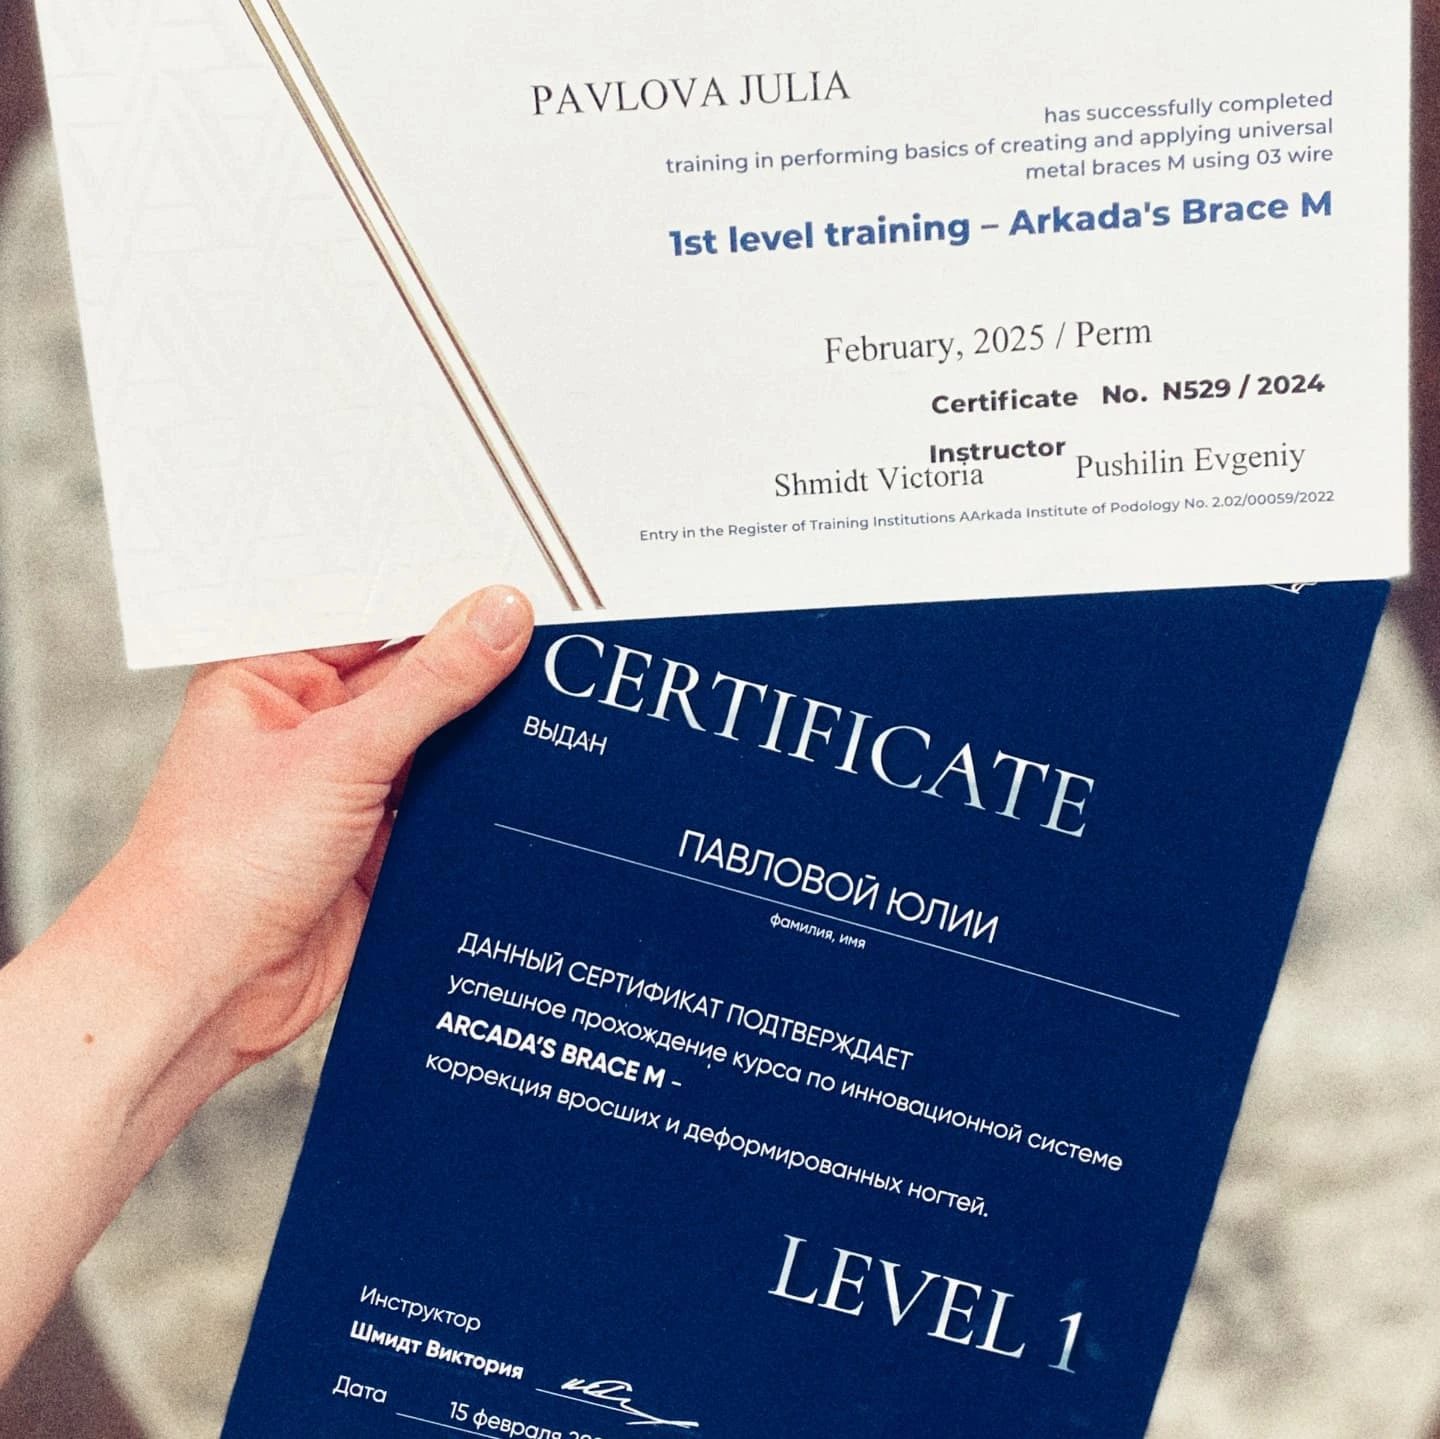 PAVLOVA JULIA
has successfully completed
training in performing basics of creating and applying universal
metal braces M using 03 wire
1st level training – Arkada's Brace M
February, 2025 / Perm
Certificate No. N529 / 2024
Instructor
Shmidt Victoria Pushilin Evgeniy
Entry in the Register of Training Institutions AArkada Institute of Podology No. 2.02/00059/2022
CERTIFICATE
ВЫДАН
ПАВЛОВОЙ ЮЛИИ
фамилия, имя
ДАННЫЙ СЕРТИФИКАТ ПОДТВЕРЖДАЕТ
успешное прохождение курса по инновационной системе
ARCADA'S BRACE M –
коррекция вросших и деформированных ногтей.
LEVEL 1
Инструктор
Шмидт Виктория
Дата 15 февраля